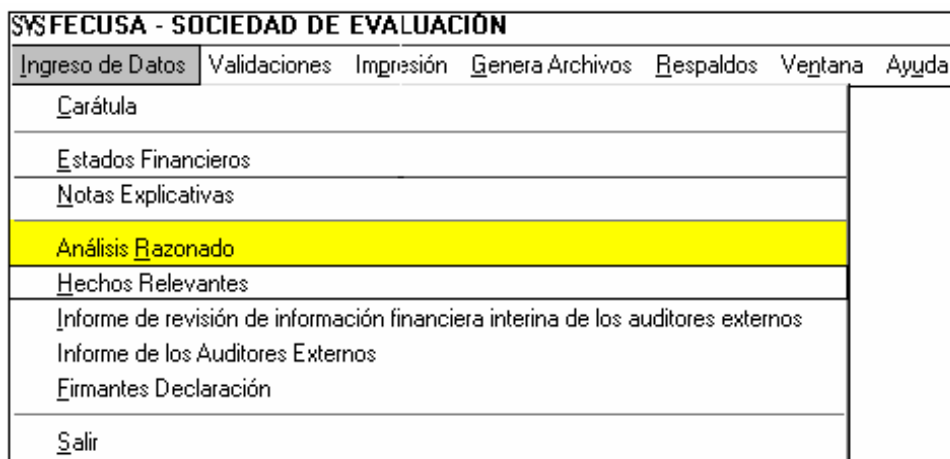 SYSFECUSA - SOCIEDAD DE EVALUACIÓN
Ingreso de Datos Validaciones Impresión Genera Archivos Respaldos Ventana Ayuda
Carátula
Estados Financieros
Notas Explicativas
Análisis Razonado
Hechos Relevantes
Informe de revisión de información financiera interina de los auditores externos
Informe de los Auditores Externos
Firmantes Declaración
Salir